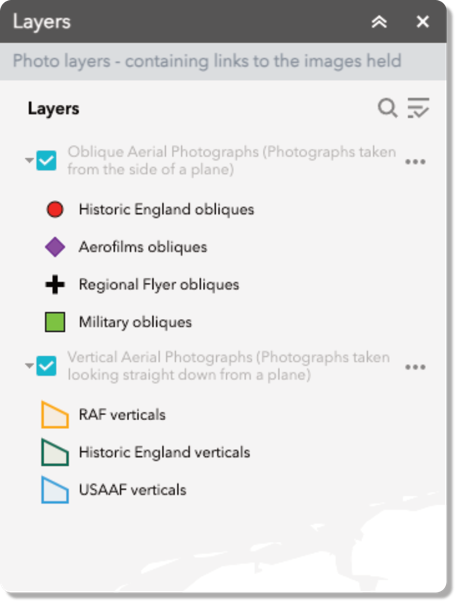 Layers
Photo layers - containing links to the images held
Layers
Oblique Aerial Photographs (Photographs taken
from the side of a plane)
Historic England obliques
Aerofilms obliques
Regional Flyer obliques
Military obliques
Vertical Aerial Photographs (Photographs taken
looking straight down from a plane)
RAF verticals
Historic England verticals
USAAF verticals